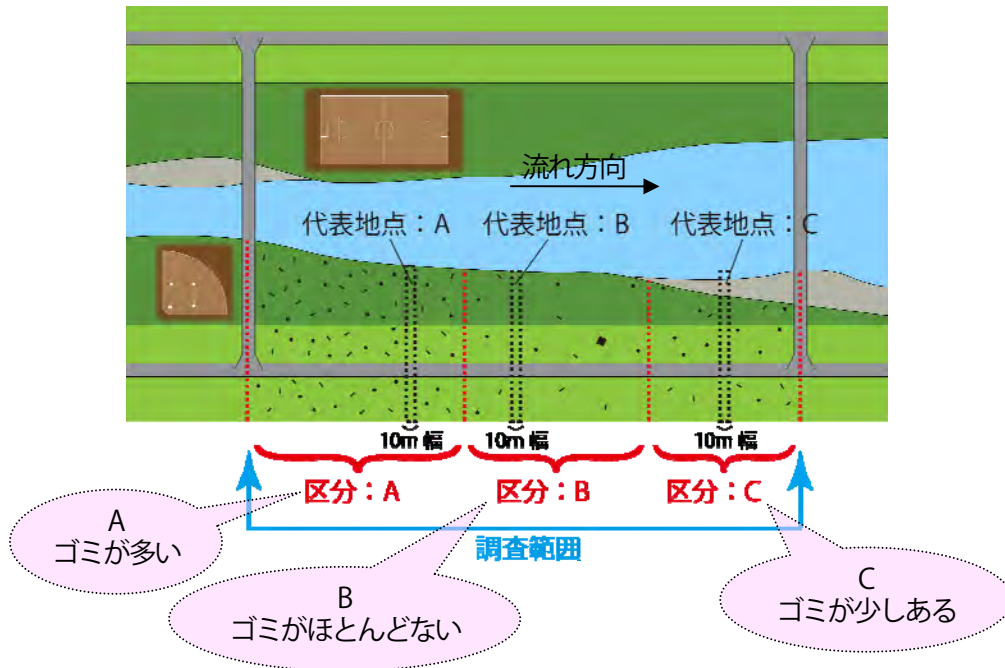 流れ方向
代表地点：A
代表地点：B
代表地点：C
10m 幅
10m 幅
10m 幅
区分：A
区分：B
区分：C
調査範囲
A
ゴミが多い
B
ゴミがほとんどない
C
ゴミが少しある